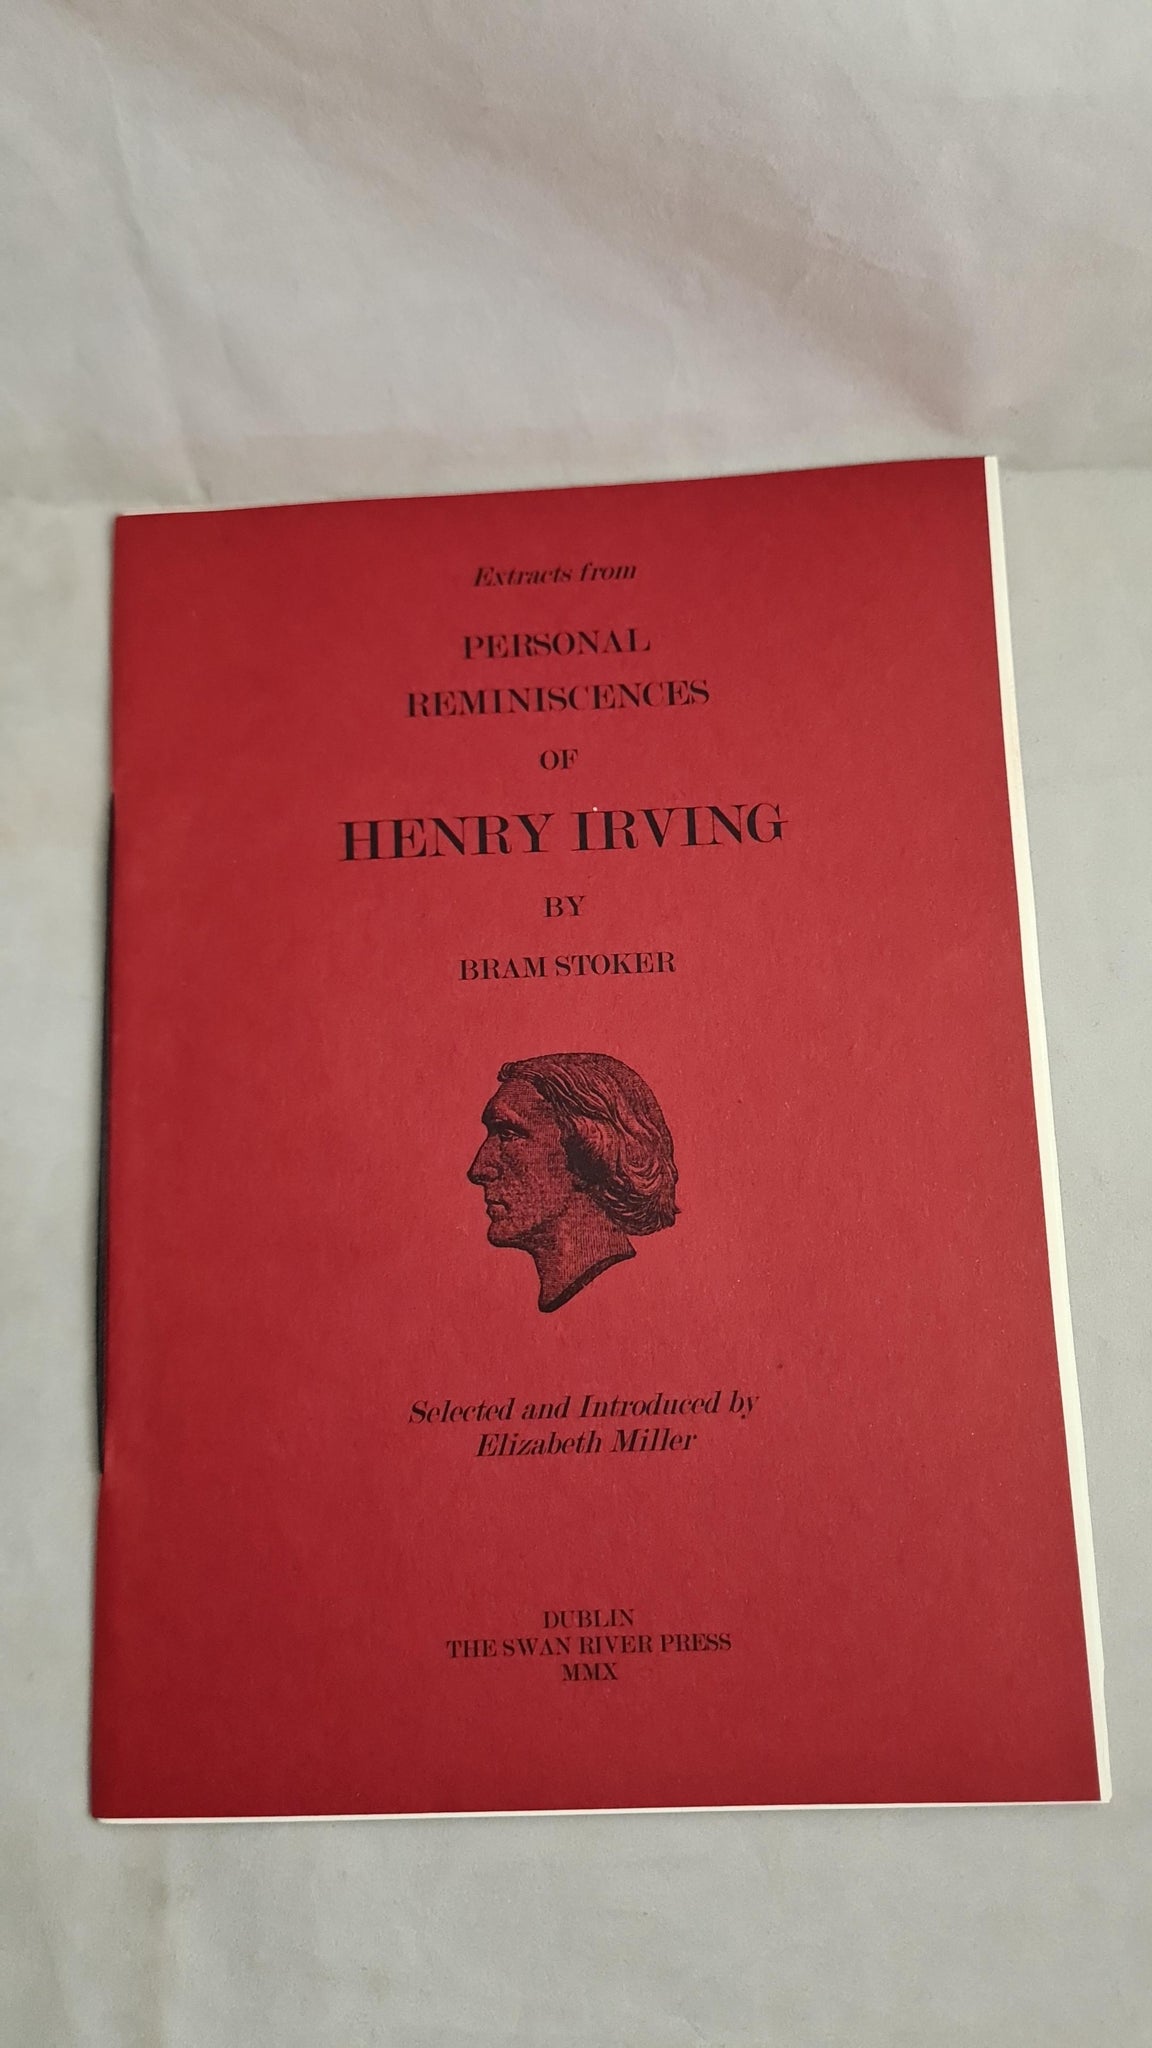 Extracts from
PERSONAL
REMINISCENCES
OF
HENRY IRVING
BY
BRAM STOKER
Selected and Introduced by
Elizabeth Miller
DUBLIN
THE SWAN RIVER PRESS
MMX